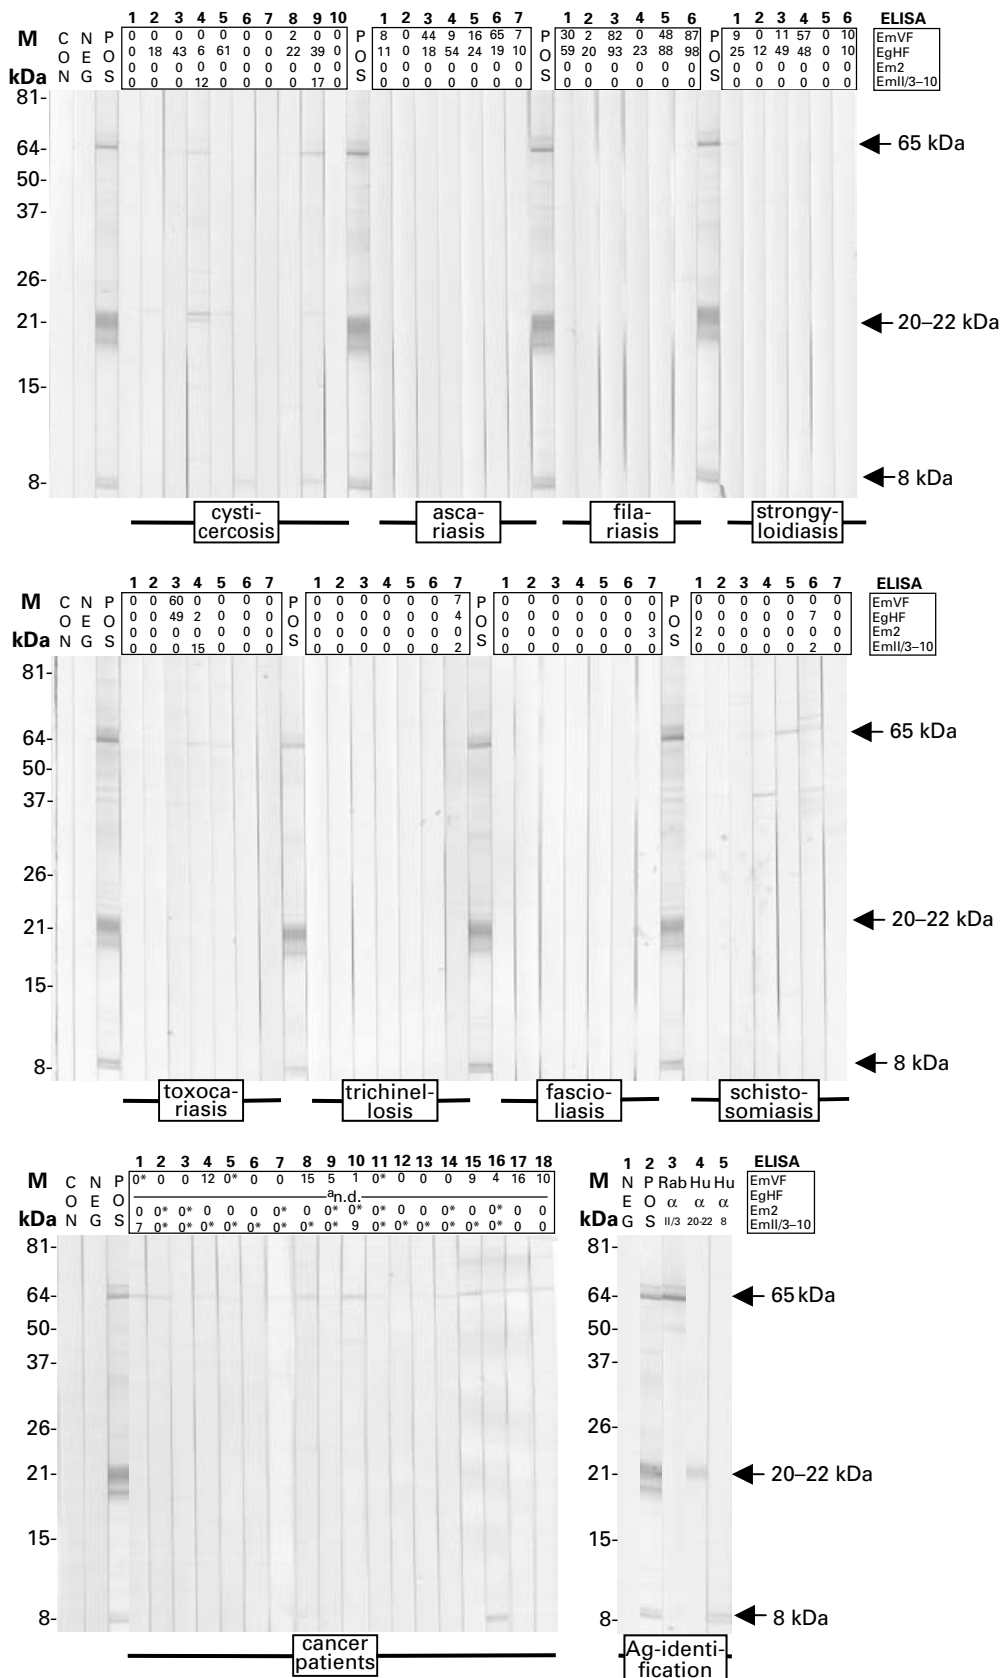 1 2 3 4 5 6 7 8 9 10 1 2 3 4 5 6 7 1 2 3 4 5 6 1 2 3 4 5 6 ELISA
M C N P 0 0 0 0 0 0 0 2 0 0 P 8 0 44 9 16 65 7 P 30 2 82 0 48 87 P 9 0 11 57 0 10 EmVF
O E O 0 18 43 6 61 0 0 22 39 0 O 11 0 18 54 24 19 10 O 59 20 93 23 88 98 O 25 12 49 48 0 10 EgHF
0 0 0 0 0 0 0 0 0 0 0 0 0 0 0 0 0 0 0 0 0 0 0 0 0 0 0 0 0 Em2
kDa N G S 0 0 0 12 0 0 0 0 17 0 S 0 0 0 0 0 0 0 S 0 0 0 0 0 0 S 0 0 0 0 0 0 EmII/3–10
81-
64- 65 kDa
50-
37-
26-
21- 20–22 kDa
15-
8- 8 kDa
cysti-
cercosis
asca-
riasis
fila-
riasis
strongy-
loidiasis
1 2 3 4 5 6 7 1 2 3 4 5 6 7 1 2 3 4 5 6 7 1 2 3 4 5 6 7 ELISA
M C N P 0 0 60 0 0 0 0 P 0 0 0 0 0 0 7 P 0 0 0 0 0 0 0 P 0 0 0 0 0 0 0 EmVF
O E O 0 0 49 2 0 0 0 O 0 0 0 0 0 0 4 O 0 0 0 0 0 0 0 O 0 0 0 0 0 7 0 EgHF
0 0 0 0 0 0 0 0 0 0 0 0 0 0 0 0 0 0 0 0 3 2 0 0 0 0 0 0 Em2
kDa N G S 0 0 0 15 0 0 0 S 0 0 0 0 0 0 2 S 0 0 0 0 0 0 0 S 0 0 0 0 0 2 0 EmII/3–10
81-
64- 65 kDa
50-
37-
26-
21- 20–22 kDa
15-
8- 8 kDa
toxoca-
riasis
trichinel-
losis
fascio-
liasis
schisto-
somiasis
1 2 3 4 5 6 7 8 9 10 11 12 13 14 15 16 17 18
M C N P 0* 0 0 12 0* 0 0 15 5 1 0* 0 0 0 9 4 16 10
O E O an.d.
0 0* 0* 0 0* 0 0* 0 0* 0* 0 0 0 0* 0 0* 0 0
kDa N G S 7 0* 0* 0* 0* 0* 0* 0* 0* 9 0* 0* 0* 0* 0* 0* 0 0
81-
64-
50-
37-
26-
21-
15-
8-
cancer
patients
1 2 3 4 5 ELISA
M N P Rab Hu Hu EmVF
E O α α α EgHF
Em2
kDa G S II/3 20-22 8 EmII/3–10
81-
64- 65 kDa
50-
37-
26-
21- 20–22 kDa
15-
8- 8 kDa
Ag-identi-
fication